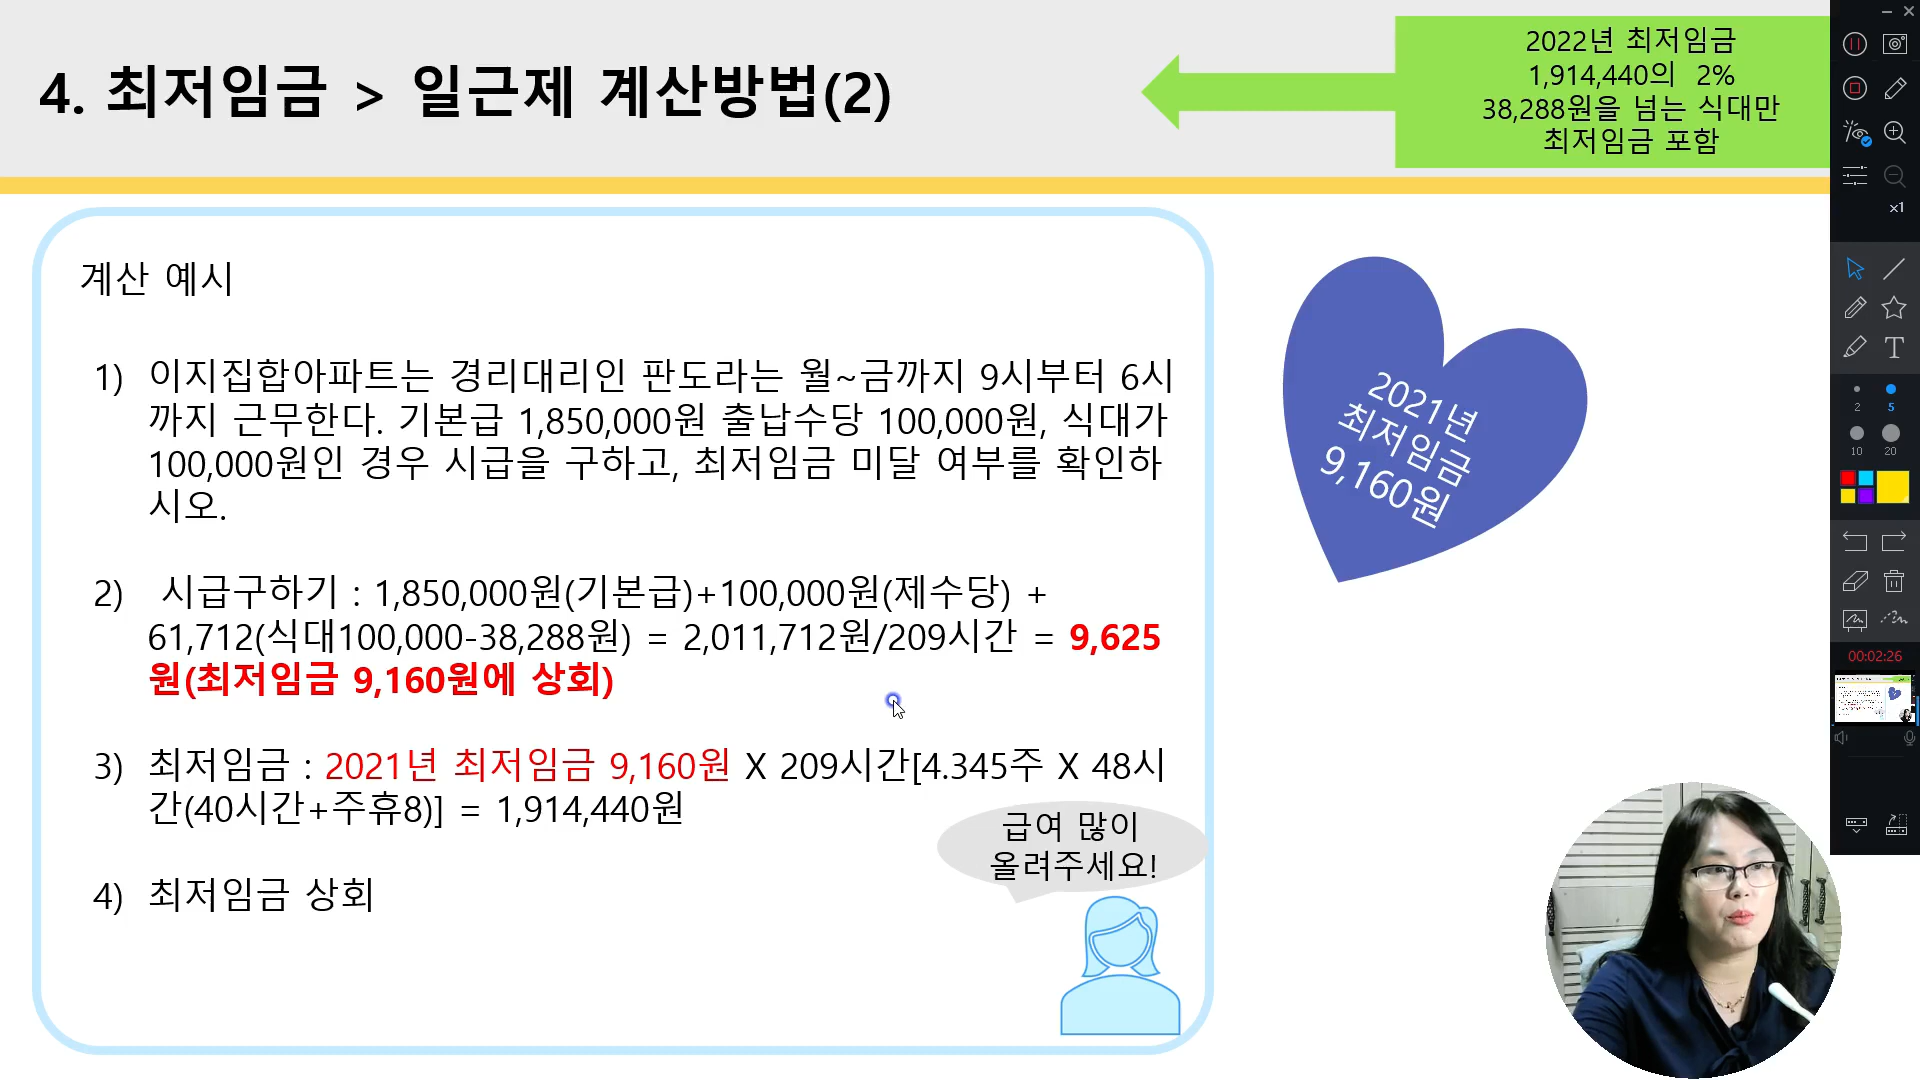 4. 최저임금 > 일근제 계산방법(2)
2022년 최저임금
1,914,440의 2%
38,288원을 넘는 식대만
최저임금 포함
계산 예시
1) 이지집합아파트는 경리대리인 판도라는 월~금까지 9시부터 6시
까지 근무한다. 기본급 1,850,000원 출납수당 100,000원, 식대가
100,000원인 경우 시급을 구하고, 최저임금 미달 여부를 확인하
시오.
2) 시급구하기 : 1,850,000원(기본급)+100,000원(제수당) +
61,712(식대100,000-38,288원) = 2,011,712원/209시간 = 9,625
원(최저임금 9,160원에 상회)
3) 최저임금 : 2021년 최저임금 9,160원 X 209시간[4.345주 X 48시
간(40시간+주휴8)] = 1,914,440원
4) 최저임금 상회
급여 많이
올려주세요!
2021년
최저임금
9,160원
x1
T
2 5
10 20
00:02:26